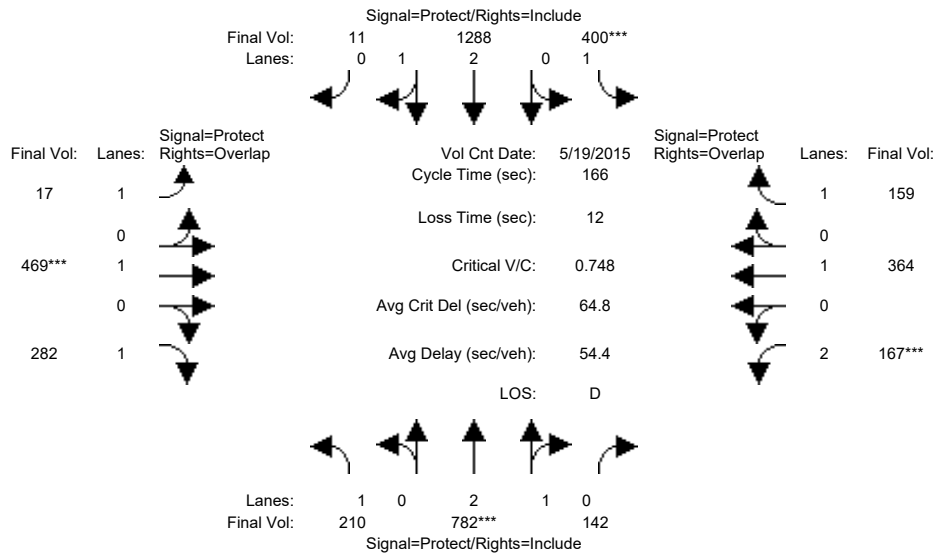 Signal=Protect/Rights=Include
Final Vol: 11 1288 400***
Lanes: 0 1 2 0 1
Signal=Protect Signal=Protect
Final Vol: Lanes: Rights=Overlap Vol Cnt Date: 5/19/2015 Rights=Overlap Lanes: Final Vol:
Cycle Time (sec): 166
17 1 1 159
Loss Time (sec): 12
0 0
469*** 1 Critical V/C: 0.748 1 364
0 Avg Crit Del (sec/veh): 64.8 0
282 1 Avg Delay (sec/veh): 54.4 2 167***
LOS: D
Lanes: 1 0 2 1 0
Final Vol: 210 782*** 142
Signal=Protect/Rights=Include